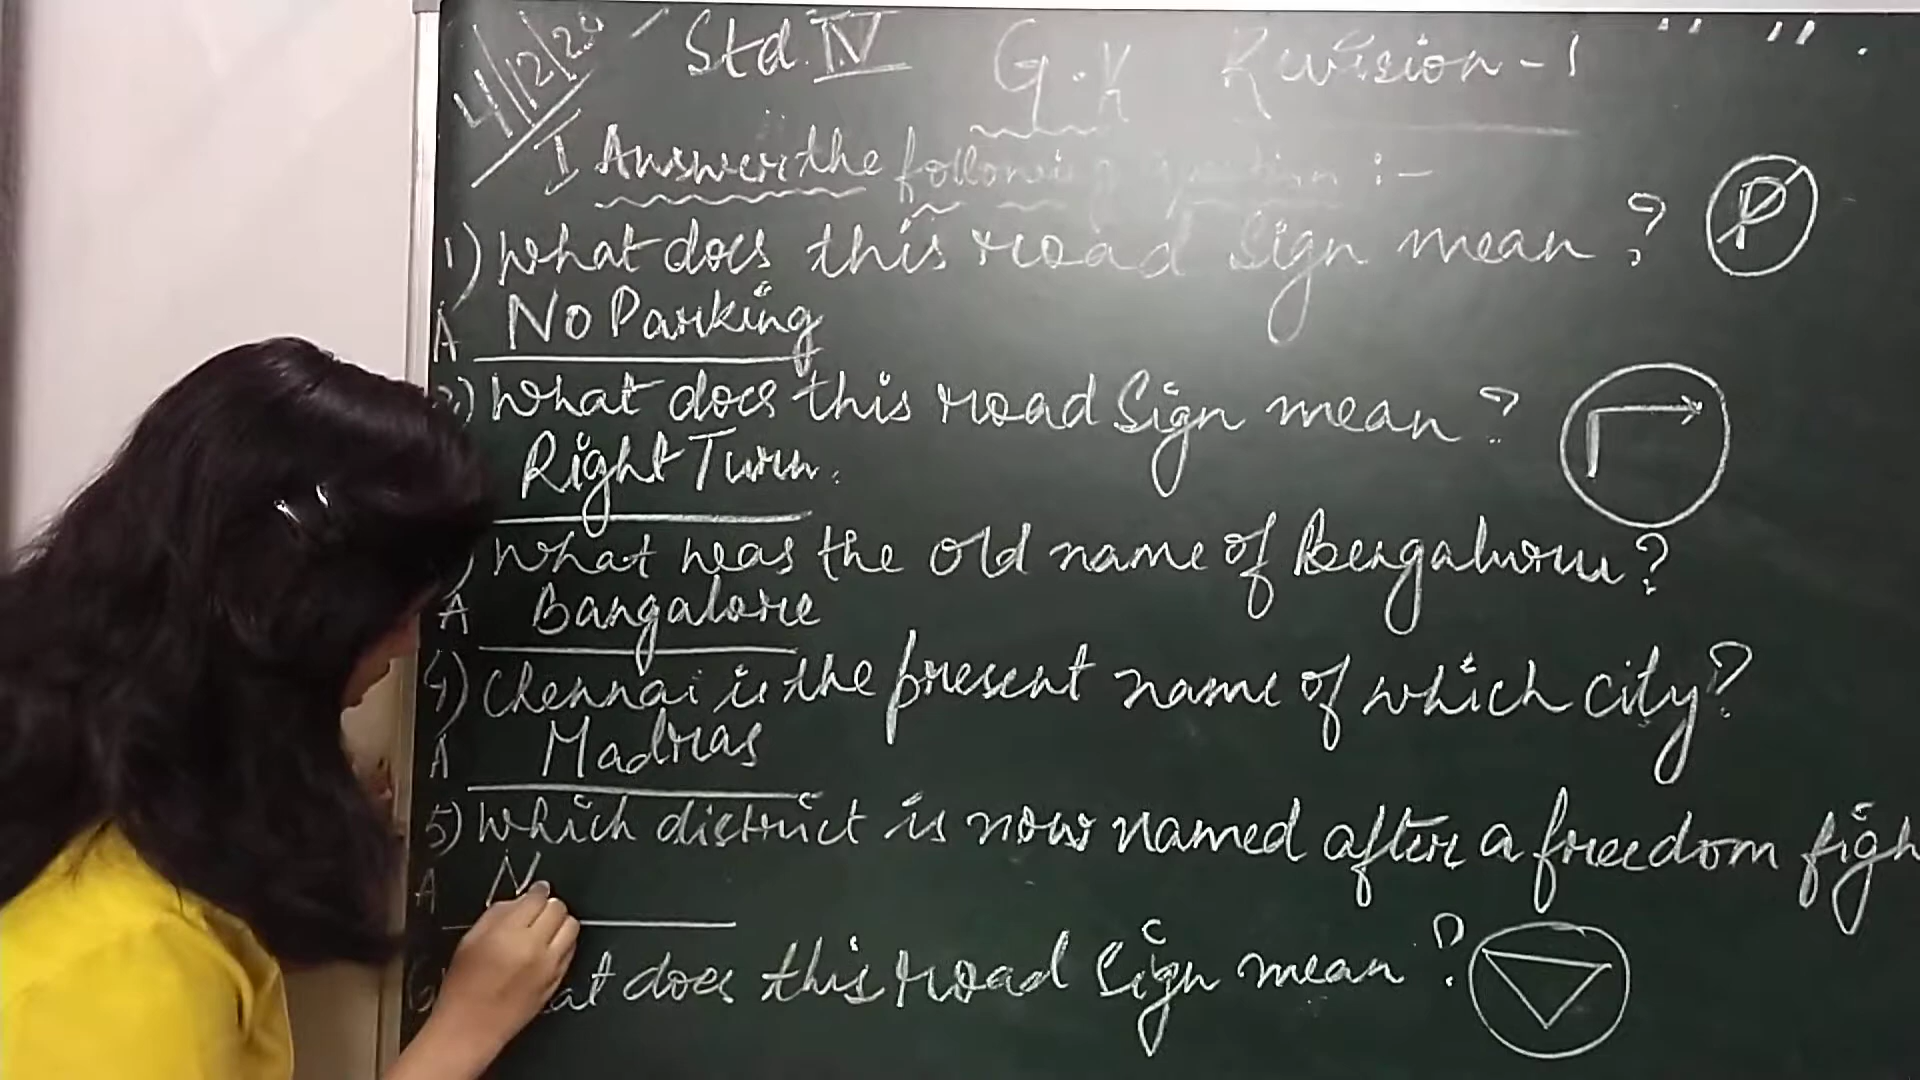 4/12/20 Std. IV G.K Revision-1
I Answer the following question :-
1) What does this road Sign mean ? P
A No Parking
2) What does this road Sign mean ?
Right Turn.
What was the old name of Bengaluru?
A Bangalore
4) Chennai is the present name of which city?
A Madras
5) Which district is now named after a freedom figh
A N
at does this road Sign mean ?